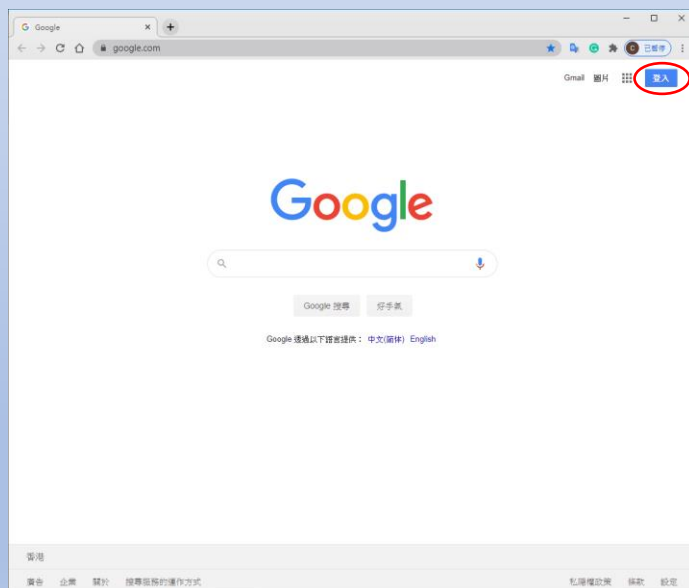 Google
google.com
C 已暫停
Gmail 圖片 登入
Google
Google 搜尋 好手氣
Google 透過以下語言提供： 中文(简体) English
香港
廣告 企業 關於 搜尋服務的運作方式 私隱權政策 條款 設定